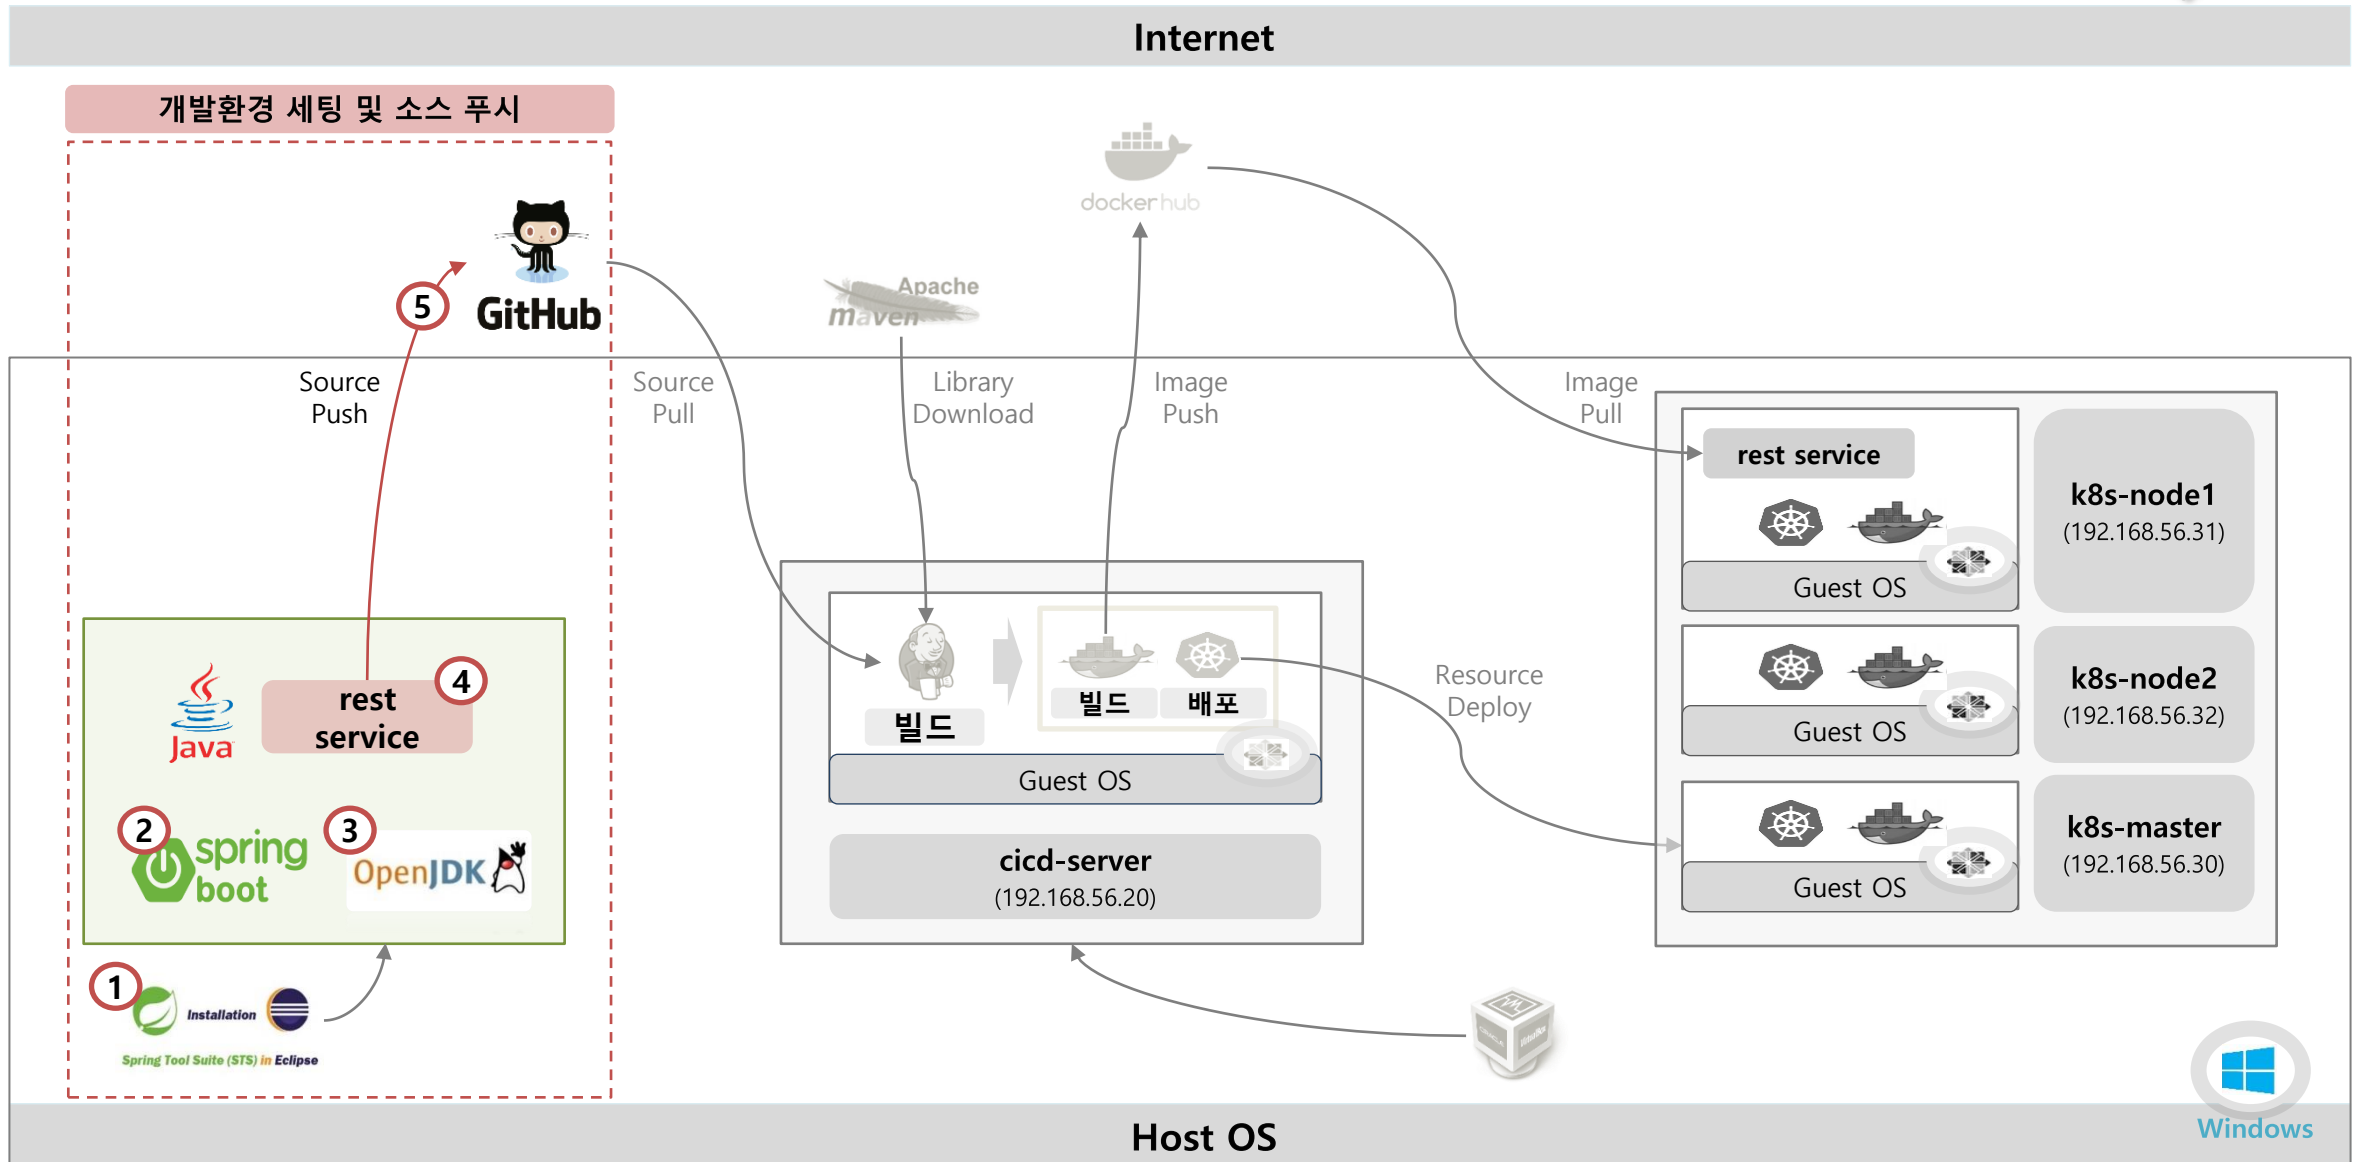 Internet
개발환경 세팅 및 소스 푸시
GitHub
5
Source
Push
Source
Pull
Apache
maven
Library
Download
dockerhub
Image
Push
Image
Pull
rest service
Guest OS
k8s-node1
(192.168.56.31)
Guest OS
k8s-node2
(192.168.56.32)
Guest OS
k8s-master
(192.168.56.30)
Java
rest
service
4
2
spring
boot
3
OpenJDK
1
Installation
Spring Tool Suite (STS) in Eclipse
빌드
빌드
배포
Guest OS
cicd-server
(192.168.56.20)
Resource
Deploy
Windows
Host OS